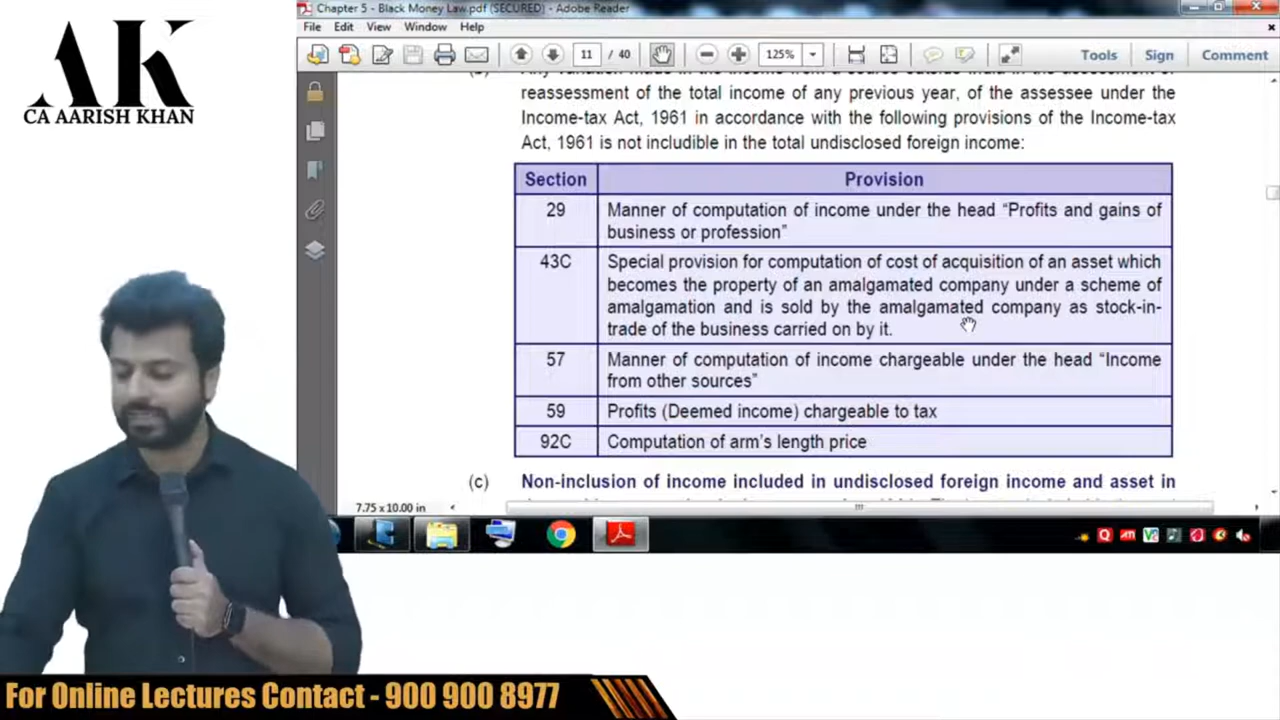 Chapter 5 - Black Money Law.pdf (SECURED) - Adobe Reader
File Edit View Window Help
11 / 40
125%
Tools Sign Comment
AK
CA AARISH KHAN
reassessment of the total income of any previous year, of the assessee under the
Income-tax Act, 1961 in accordance with the following provisions of the Income-tax
Act, 1961 is not includible in the total undisclosed foreign income:
Section Provision
29 Manner of computation of income under the head “Profits and gains of
business or profession”
43C Special provision for computation of cost of acquisition of an asset which
becomes the property of an amalgamated company under a scheme of
amalgamation and is sold by the amalgamated company as stock-in-
trade of the business carried on by it.
57 Manner of computation of income chargeable under the head “Income
from other sources”
59 Profits (Deemed income) chargeable to tax
92C Computation of arm’s length price
(c) Non-inclusion of income included in undisclosed foreign income and asset in
7.75 x 10.00 in
For Online Lectures Contact - 900 900 8977